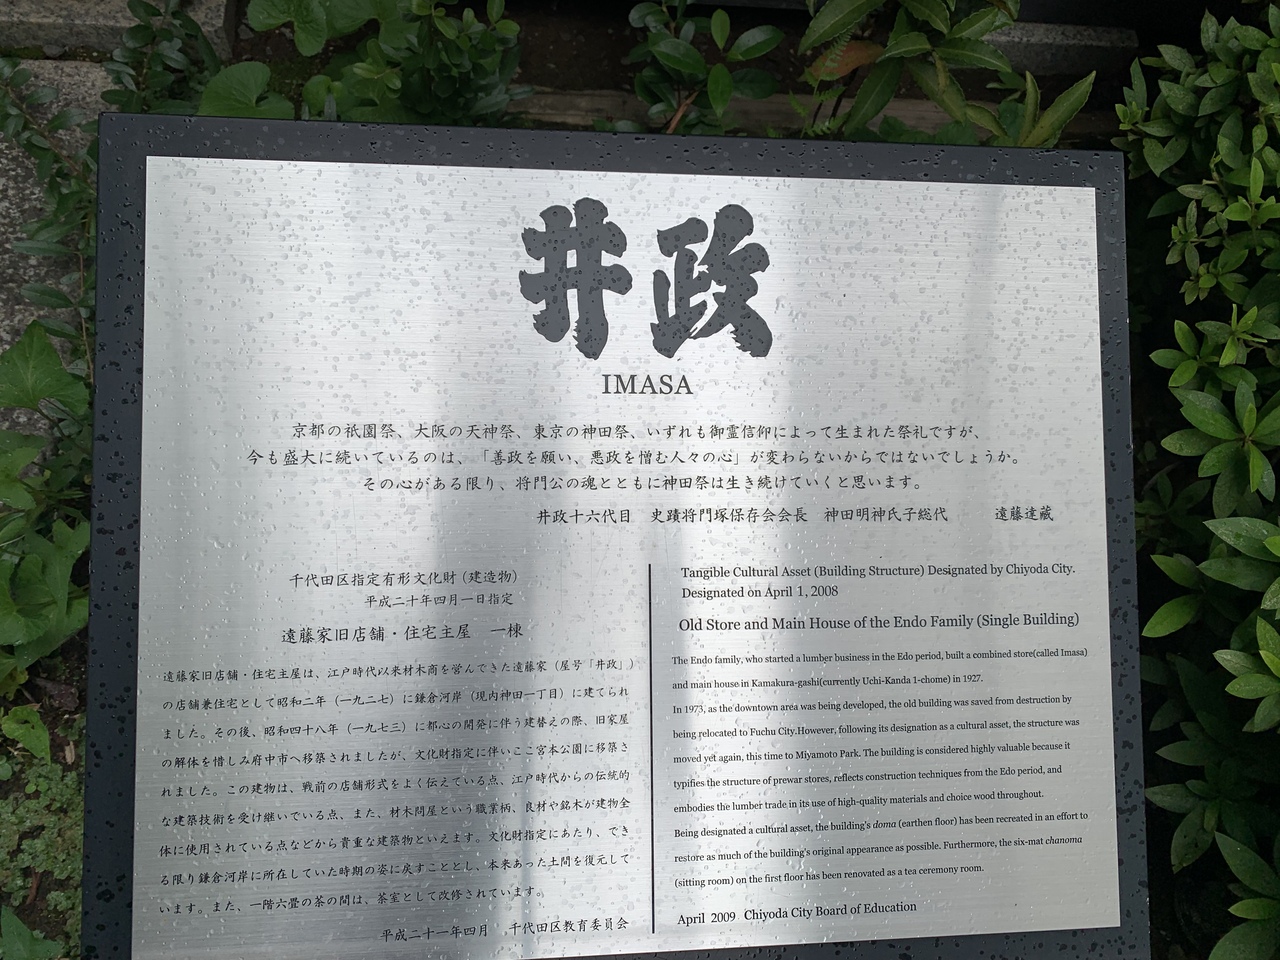 井政
IMASA
京都の祇園祭、大阪の天神祭、東京の神田祭、いずれも御霊信仰によって生まれた祭礼ですが、
今も盛大に続いているのは、「善政を願い、悪政を憎む人々の心」が変わらないからではないでしょうか。
その心がある限り、将門公の魂とともに神田祭は生き続けていくと思います。
井政十六代目 史蹟将門塚保存会会長 神田明神氏子総代 遠藤達藏
千代田区指定有形文化財(建造物)
平成二十年四月一日指定
遠藤家旧店舗・住宅主屋 一棟
遠藤家旧店舗・住宅主屋は、江戸時代以来材木商を営んできた遠藤家(屋号「井政」)
の店舗兼住宅として昭和二年(一九二七)に鎌倉河岸(現内神田一丁目)に建てられ
ました。その後、昭和四十八年(一九七三)に都心の開発に伴う建替えの際、旧家屋
の解体を惜しみ府中市へ移築されましたが、文化財指定に伴いここ宮本公園に移築さ
れました。この建物は、戦前の店舗形式をよく伝えている点、江戸時代からの伝統的
な建築技術を受け継いでいる点、また、材木問屋という職業柄、良材や銘木が建物全
体に使用されている点などから貴重な建築物といえます。文化財指定にあたり、でき
る限り鎌倉河岸に所在していた時期の姿に戻すこととし、本来あった土間を復元して
います。また、一階六畳の茶の間は、茶室として改修されています。
平成二十一年四月 千代田区教育委員会
Tangible Cultural Asset (Building Structure) Designated by Chiyoda City.
Designated on April 1, 2008
Old Store and Main House of the Endo Family (Single Building)
The Endo family, who started a lumber business in the Edo period, built a combined store(called Imasa)
and main house in Kamakura-gashi(currently Uchi-Kanda 1-chome) in 1927.
In 1973, as the downtown area was being developed, the old building was saved from destruction by
being relocated to Fuchu City.However, following its designation as a cultural asset, the structure was
moved yet again, this time to Miyamoto Park. The building is considered highly valuable because it
typifies the structure of prewar stores, reflects construction techniques from the Edo period, and
embodies the lumber trade in its use of high-quality materials and choice wood throughout.
Being designated a cultural asset, the building's doma (earthen floor) has been recreated in an effort to
restore as much of the building's original appearance as possible. Furthermore, the six-mat chanoma
(sitting room) on the first floor has been renovated as a tea ceremony room.
April 2009 Chiyoda City Board of Education